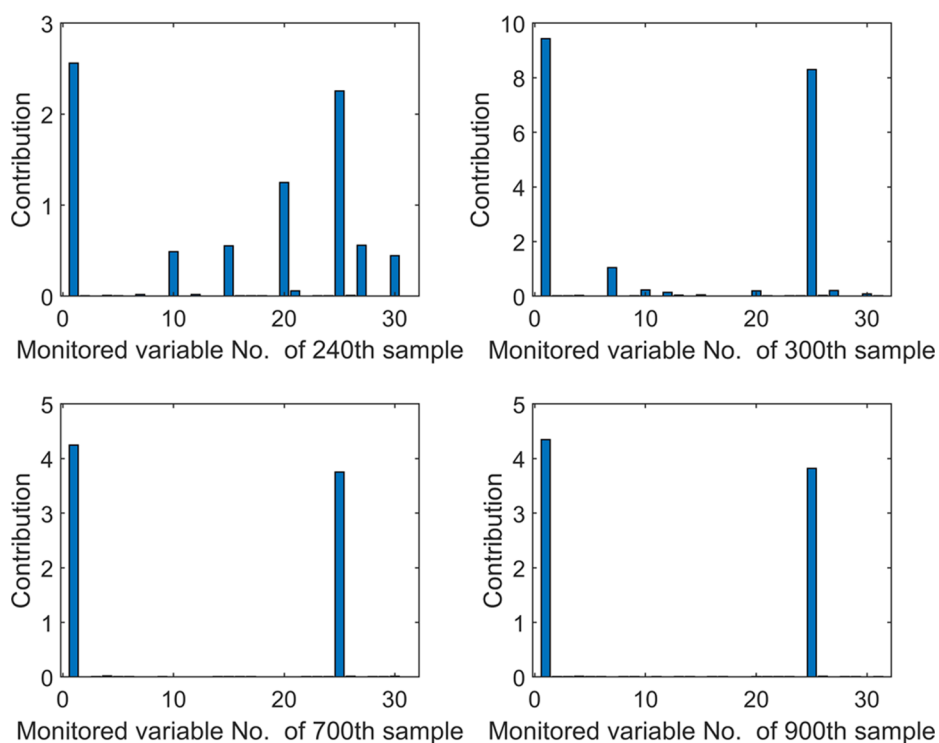 3
2
1
0
Contribution
0 10 20 30
Monitored variable No. of 240th sample
10
8
6
4
2
0
Contribution
0 10 20 30
Monitored variable No. of 300th sample
5
4
3
2
1
0
Contribution
0 10 20 30
Monitored variable No. of 700th sample
5
4
3
2
1
0
Contribution
0 10 20 30
Monitored variable No. of 900th sample